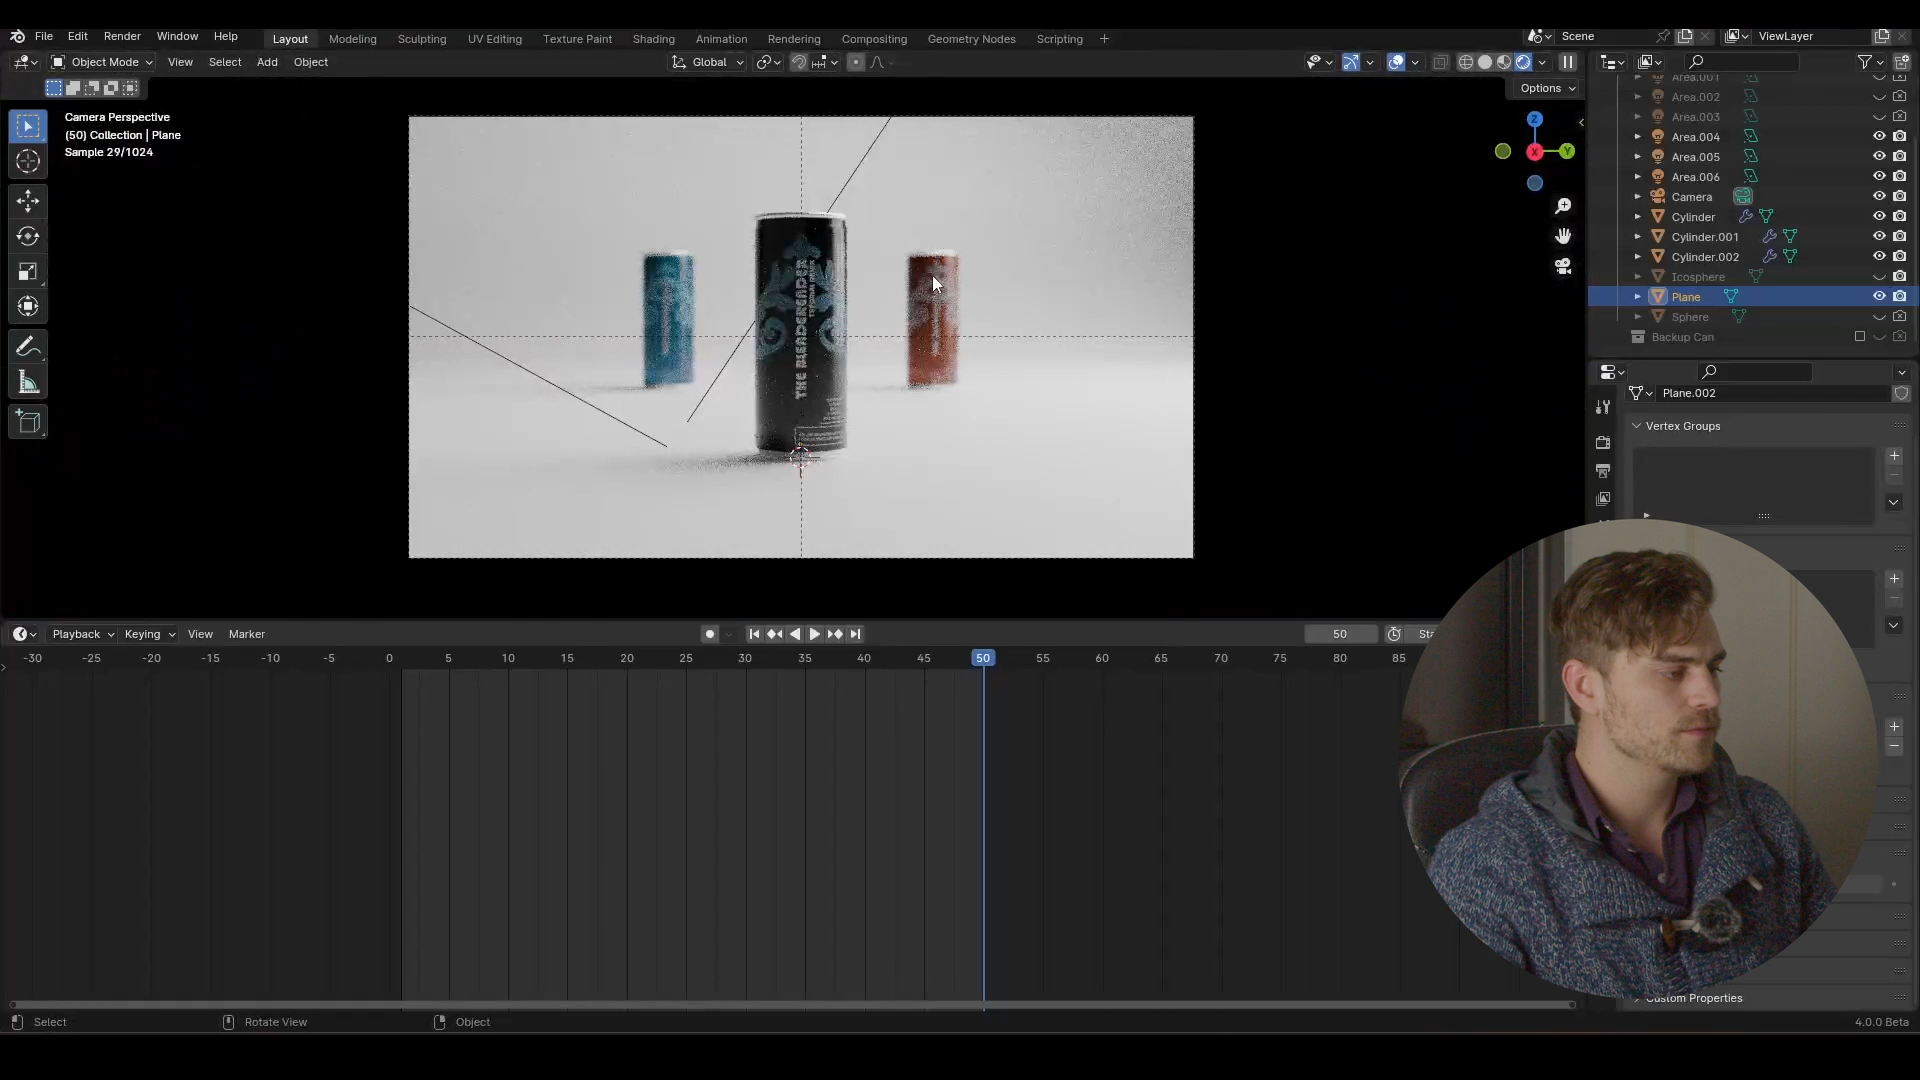 File Edit Render Window Help Layout Modeling Sculpting UV Editing Texture Paint Shading Animation Rendering Compositing Geometry Nodes Scripting + Scene ViewLayer
Object Mode View Select Add Object Global
Options
Camera Perspective
(50) Collection | Plane
Sample 29/1024
Z
X
Y
THE BLENDERADER
Area.001
Area.002
Area.003
Area.004
Area.005
Area.006
Camera
Cylinder
Cylinder.001
Cylinder.002
Icosphere
Plane
Sphere
Backup Can
Plane.002
Vertex Groups
Playback Keying View Marker 50
-30 -25 -20 -15 -10 -5 0 5 10 15 20 25 30 35 40 45 50 55 60 65 70 75 80 85
Custom Properties
Select Rotate View Object 4.0.0 Beta